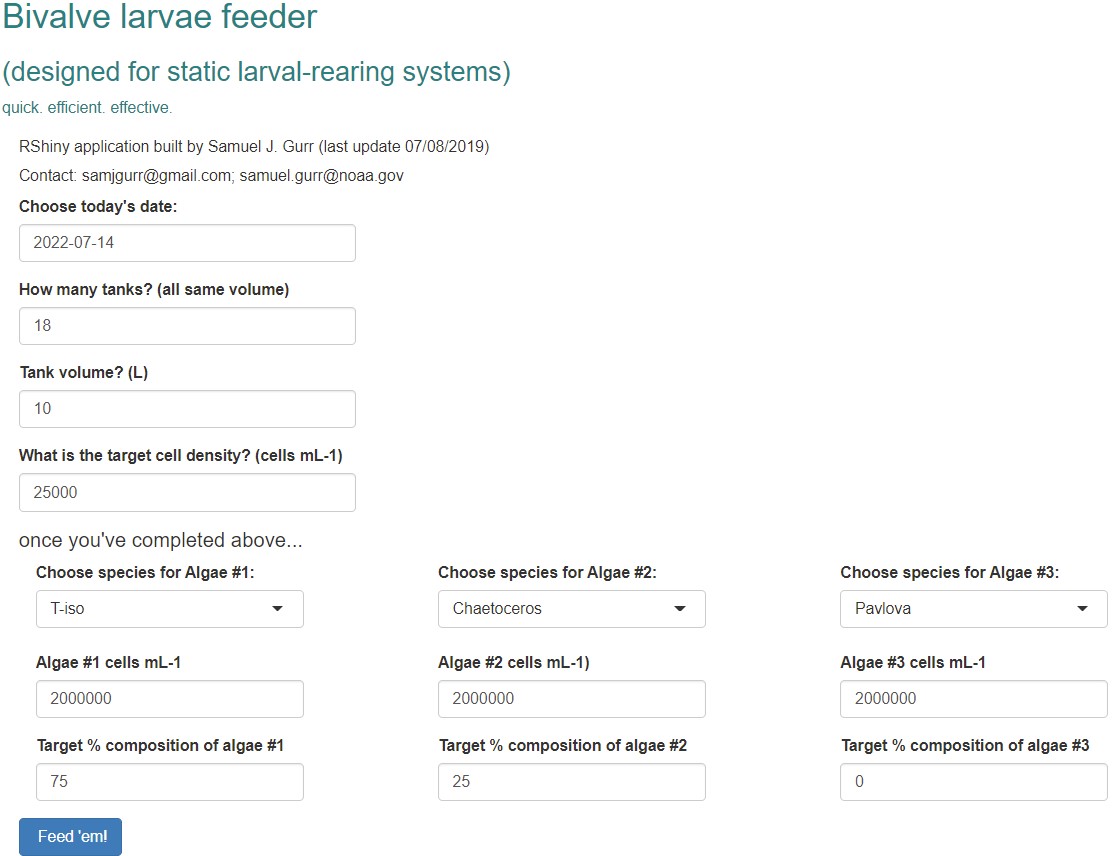 Bivalve larvae feeder
(designed for static larval-rearing systems)
quick. efficient. effective.
RShiny application built by Samuel J. Gurr (last update 07/08/2019)
Contact: samjgurr@gmail.com; samuel.gurr@noaa.gov
Choose today's date:
2022-07-14
How many tanks? (all same volume)
18
Tank volume? (L)
10
What is the target cell density? (cells mL-1)
25000
once you've completed above...
Choose species for Algae #1: Choose species for Algae #2: Choose species for Algae #3:
T-iso Chaetoceros Pavlova
Algae #1 cells mL-1 Algae #2 cells mL-1) Algae #3 cells mL-1
2000000 2000000 2000000
Target % composition of algae #1 Target % composition of algae #2 Target % composition of algae #3
75 25 0
Feed 'em!